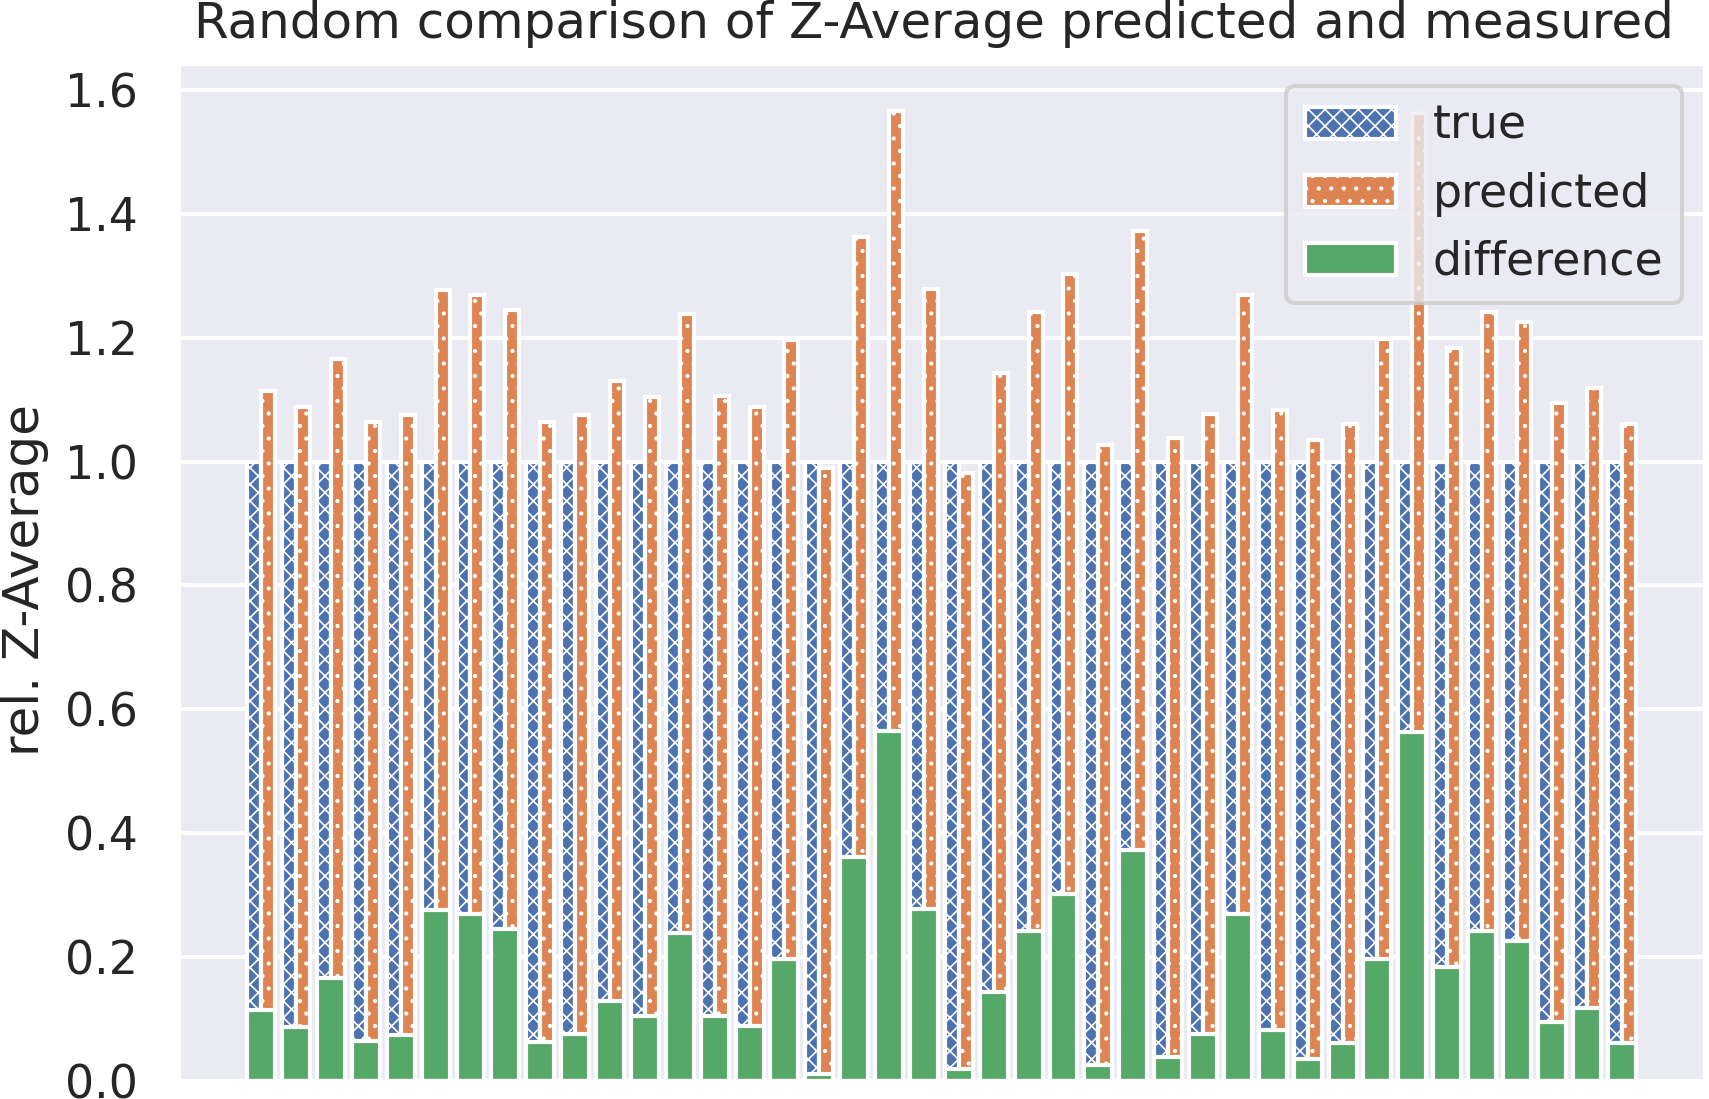 Random comparison of Z-Average predicted and measured
rel. Z-Average
1.6
1.4
1.2
1.0
0.8
0.6
0.4
0.2
0.0
true
predicted
difference